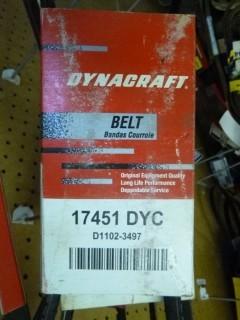 DYNACRAFT
BELT
Bandas Courroie
Original Equipment Quality
Long Life Performance
Dependable Service
17451 DYC
D1102-3497